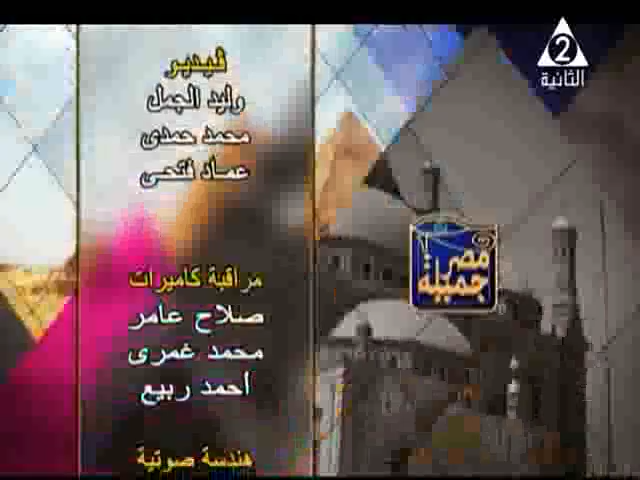 2
الثانية
ڤيديو
وليد الجمل
محمد حمدى
عماد فتحى
مصر
جميلة
مراقبة كاميرات
صلاح عامر
محمد غمرى
احمد ربيع
هندسة صوتية